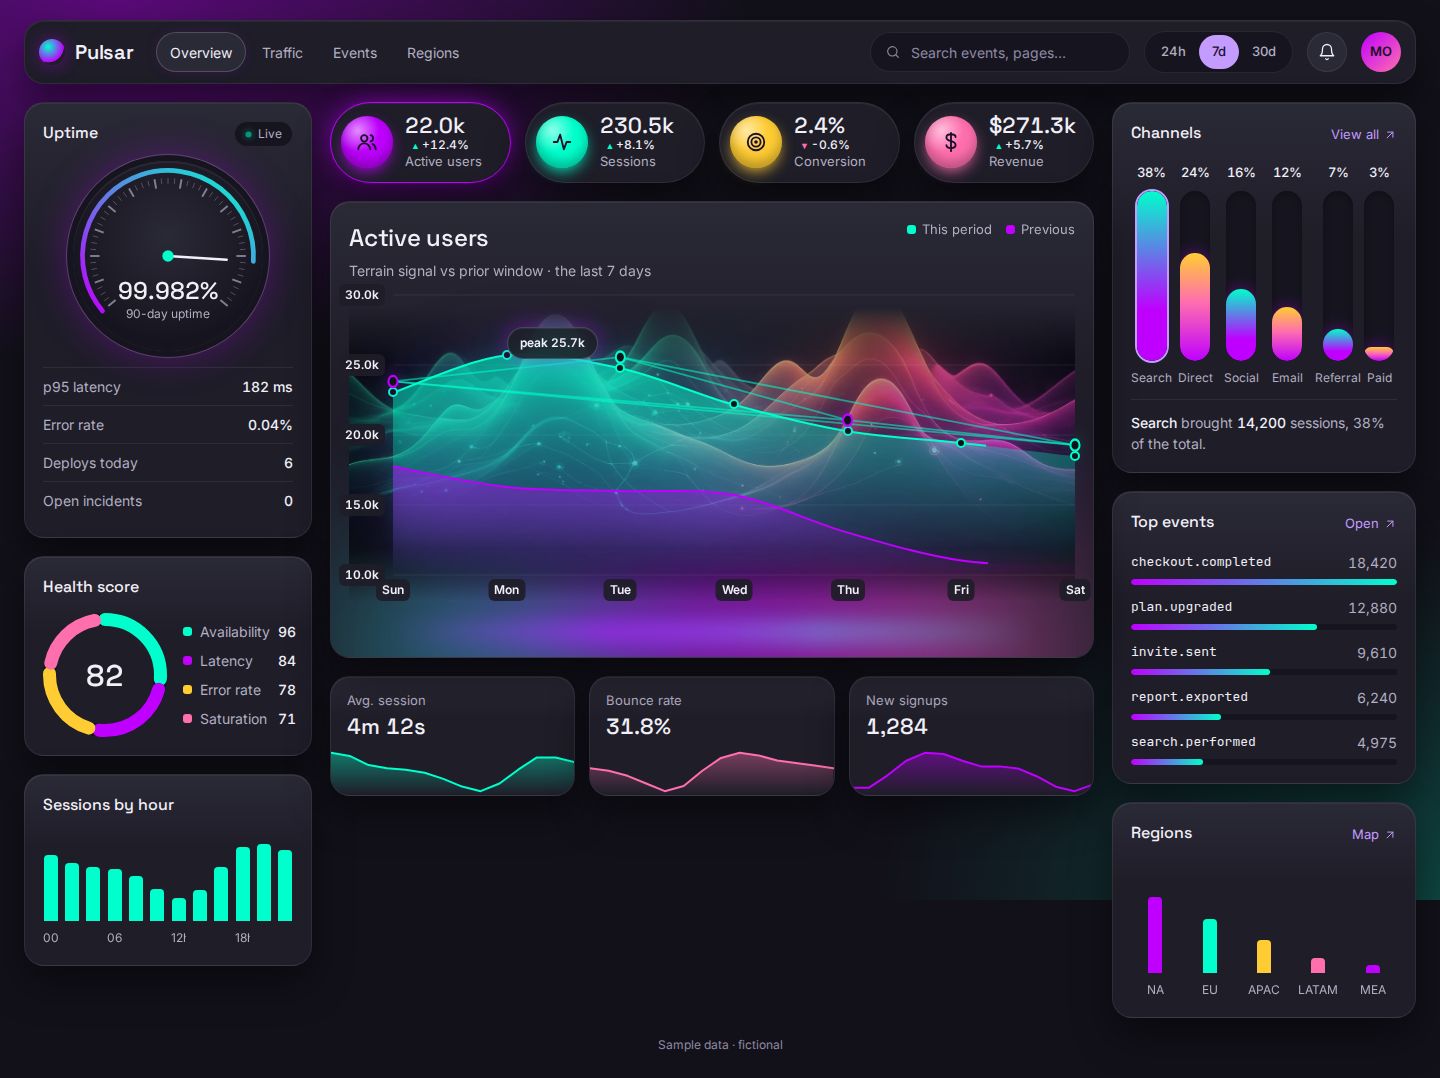 Pulsar
Overview
Traffic
Events
Regions
Search events, pages...
24h
7d
30d
MO
Uptime
Live
99.982%
90-day uptime
p95 latency
182 ms
Error rate
0.04%
Deploys today
6
Open incidents
0
Health score
82
Availability 96
Latency 84
Error rate 78
Saturation 71
Sessions by hour
00
06
12h
18h
22.0k
▲ +12.4%
Active users
230.5k
▲ +8.1%
Sessions
2.4%
▼ -0.6%
Conversion
$271.3k
▲ +5.7%
Revenue
Active users
This period
Previous
Terrain signal vs prior window · the last 7 days
30.0k
25.0k
20.0k
15.0k
10.0k
peak 25.7k
Sun
Mon
Tue
Wed
Thu
Fri
Sat
Avg. session
4m 12s
Bounce rate
31.8%
New signups
1,284
Channels
View all
38%
24%
16%
12%
7%
3%
Search
Direct
Social
Email
Referral
Paid
Search brought 14,200 sessions, 38%
of the total.
Top events
Open
checkout.completed
18,420
plan.upgraded
12,880
invite.sent
9,610
report.exported
6,240
search.performed
4,975
Regions
Map
NA
EU
APAC
LATAM
MEA
Sample data · fictional